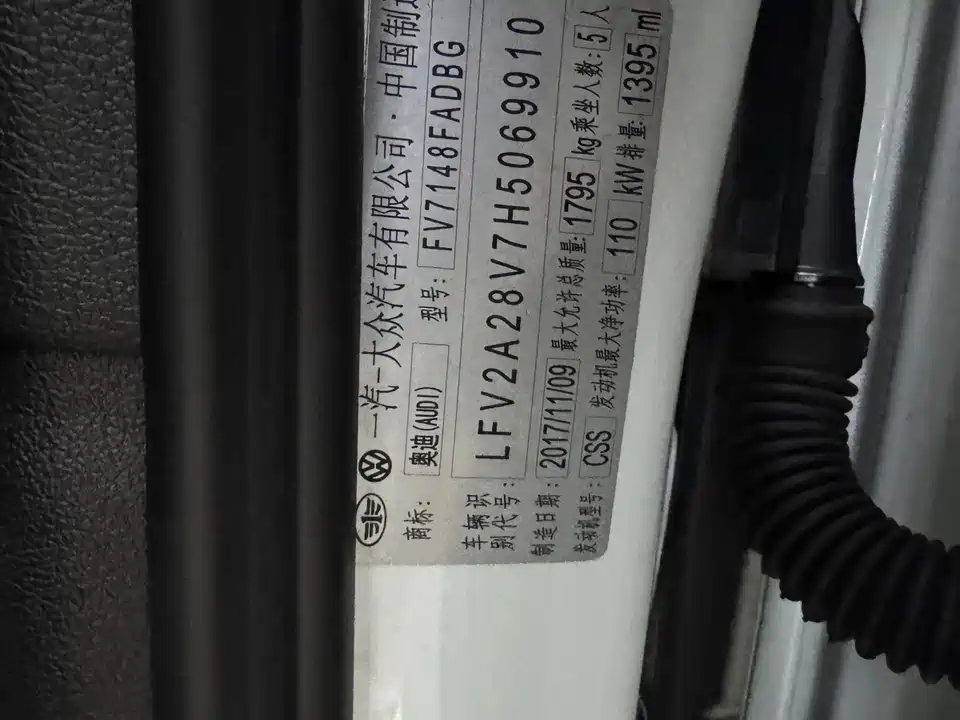 一汽-大众汽车有限公司·中国制造
商标: 奥迪(AUDI) 型号: FV7148FADBG
车辆识别代号: LFV2A28V7H5069910
制造日期: 2017/11/09 最大允许总质量: 1795 kg 乘坐人数: 5 人
发动机型号: CSS 发动机最大净功率: 110 kW 排量: 1395 ml